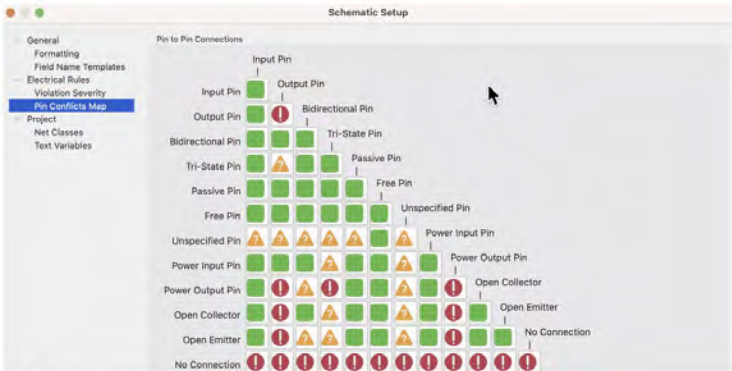 Schematic Setup
General
Formatting
Field Name Templates
Electrical Rules
Violation Severity
Pin Conflicts Map
Project
Net Classes
Text Variables
Pin to Pin Connections
Input Pin
Output Pin
Bidirectional Pin
Tri-State Pin
Passive Pin
Free Pin
Unspecified Pin
Power Input Pin
Power Output Pin
Open Collector
Open Emitter
No Connection
Input Pin
Output Pin
Bidirectional Pin
Tri-State Pin
Passive Pin
Free Pin
Unspecified Pin
Power Input Pin
Power Output Pin
Open Collector
Open Emitter
No Connection